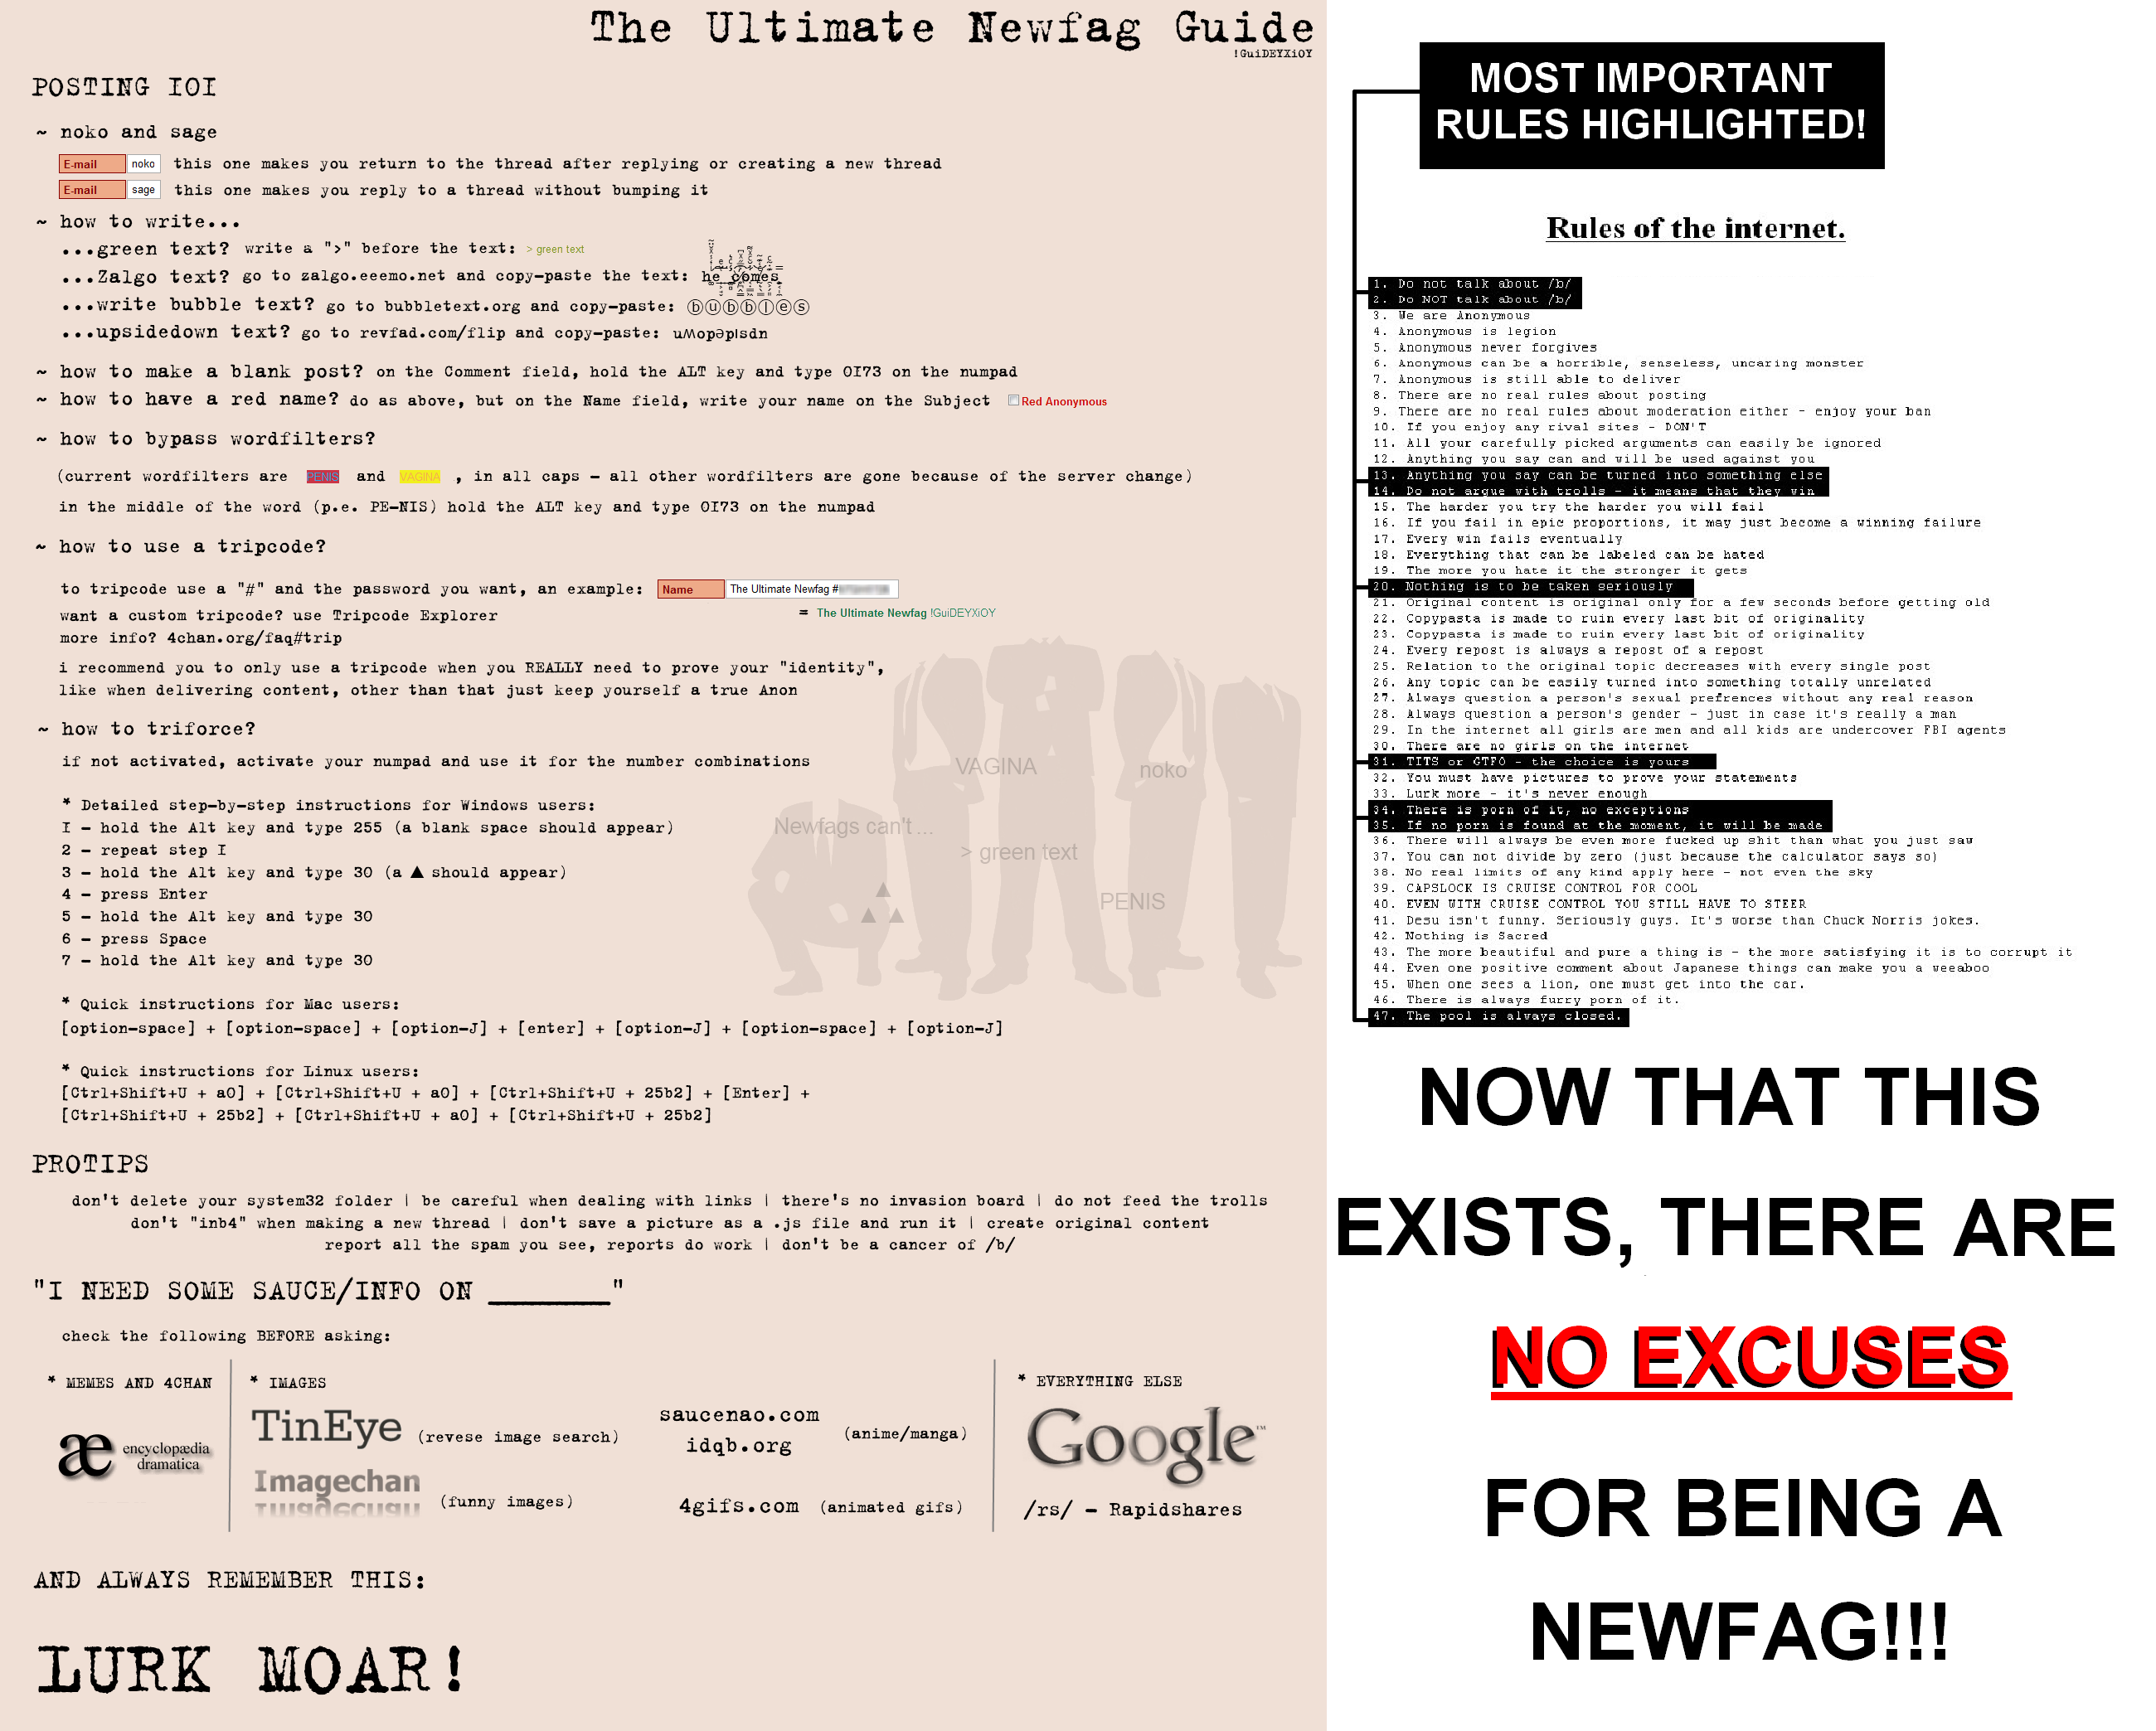 The Ultimate Newfag Guide
!GuiDEYXiOY
POSTING 101
~ noko and sage
E-mail noko this one makes you return to the thread after replying or creating a new thread
E-mail sage this one makes you reply to a thread without bumping it
~ how to write...
...green text? write a ">" before the text: > green text
...Zalgo text? go to zalgo.eeemo.net and copy-paste the text: he comes
...write bubble text? go to bubbletext.org and copy-paste: ⓑⓤⓑⓑⓛⓔⓢ
...upsidedown text? go to revfad.com/flip and copy-paste: uʍopǝpısdn
~ how to make a blank post? on the Comment field, hold the ALT key and type 0173 on the numpad
~ how to have a red name? do as above, but on the Name field, write your name on the Subject Red Anonymous
~ how to bypass wordfilters?
(current wordfilters are PENIS and VAGINA , in all caps - all other wordfilters are gone because of the server change)
in the middle of the word (p.e. PE-NIS) hold the ALT key and type 0173 on the numpad
~ how to use a tripcode?
to tripcode use a "#" and the password you want, an example: Name The Ultimate Newfag #
want a custom tripcode? use Tripcode Explorer = The Ultimate Newfag !GuiDEYXiOY
more info? 4chan.org/faq#trip
i recommend you to only use a tripcode when you REALLY need to prove your "identity",
like when delivering content, other than that just keep yourself a true Anon
~ how to triforce?
if not activated, activate your numpad and use it for the number combinations
* Detailed step-by-step instructions for Windows users:
1 - hold the Alt key and type 255 (a blank space should appear)
2 - repeat step 1
3 - hold the Alt key and type 30 (a ▲ should appear)
4 - press Enter
5 - hold the Alt key and type 30
6 - press Space
7 - hold the Alt key and type 30
* Quick instructions for Mac users:
[option-space] + [option-space] + [option-J] + [enter] + [option-J] + [option-space] + [option-J]
* Quick instructions for Linux users:
[Ctrl+Shift+U + a0] + [Ctrl+Shift+U + a0] + [Ctrl+Shift+U + 25b2] + [Enter] +
[Ctrl+Shift+U + 25b2] + [Ctrl+Shift+U + a0] + [Ctrl+Shift+U + 25b2]
VAGINA
noko
Newfags can't ...
> green text
PENIS
▲
▲ ▲
PROTIPS
don't delete your system32 folder | be careful when dealing with links | there's no invasion board | do not feed the trolls
don't "inb4" when making a new thread | don't save a picture as a .js file and run it | create original content
report all the spam you see, reports do work | don't be a cancer of /b/
"I NEED SOME SAUCE/INFO ON ________"
check the following BEFORE asking:
* MEMES AND 4CHAN
æ encyclopædia
dramatica
* IMAGES
TinEye (revese image search)
Imagechan (funny images)
saucenao.com
idqb.org
(anime/manga)
4gifs.com (animated gifs)
* EVERYTHING ELSE
Google™
/rs/ - Rapidshares
AND ALWAYS REMEMBER THIS:
LURK MOAR!
MOST IMPORTANT
RULES HIGHLIGHTED!
Rules of the internet.
1. Do not talk about /b/
2. Do NOT talk about /b/
3. We are Anonymous
4. Anonymous is legion
5. Anonymous never forgives
6. Anonymous can be a horrible, senseless, uncaring monster
7. Anonymous is still able to deliver
8. There are no real rules about posting
9. There are no real rules about moderation either - enjoy your ban
10. If you enjoy any rival sites - DON'T
11. All your carefully picked arguments can easily be ignored
12. Anything you say can and will be used against you
13. Anything you say can be turned into something else
14. Do not argue with trolls - it means that they win
15. The harder you try the harder you will fail
16. If you fail in epic proportions, it may just become a winning failure
17. Every win fails eventually
18. Everything that can be labeled can be hated
19. The more you hate it the stronger it gets
20. Nothing is to be taken seriously
21. Original content is original only for a few seconds before getting old
22. Copypasta is made to ruin every last bit of originality
23. Copypasta is made to ruin every last bit of originality
24. Every repost is always a repost of a repost
25. Relation to the original topic decreases with every single post
26. Any topic can be easily turned into something totally unrelated
27. Always question a person's sexual prefrences without any real reason
28. Always question a person's gender - just in case it's really a man
29. In the internet all girls are men and all kids are undercover FBI agents
30. There are no girls on the internet
31. TITS or GTFO - the choice is yours
32. You must have pictures to prove your statements
33. Lurk more - it's never enough
34. There is porn of it, no exceptions
35. If no porn is found at the moment, it will be made
36. There will always be even more fucked up shit than what you just saw
37. You can not divide by zero (just because the calculator says so)
38. No real limits of any kind apply here - not even the sky
39. CAPSLOCK IS CRUISE CONTROL FOR COOL
40. EVEN WITH CRUISE CONTROL YOU STILL HAVE TO STEER
41. Desu isn't funny. Seriously guys. It's worse than Chuck Norris jokes.
42. Nothing is Sacred
43. The more beautiful and pure a thing is - the more satisfying it is to corrupt it
44. Even one positive comment about Japanese things can make you a weeaboo
45. When one sees a lion, one must get into the car.
46. There is always furry porn of it.
47. The pool is always closed.
NOW THAT THIS
EXISTS, THERE ARE
NO EXCUSES
FOR BEING A
NEWFAG!!!